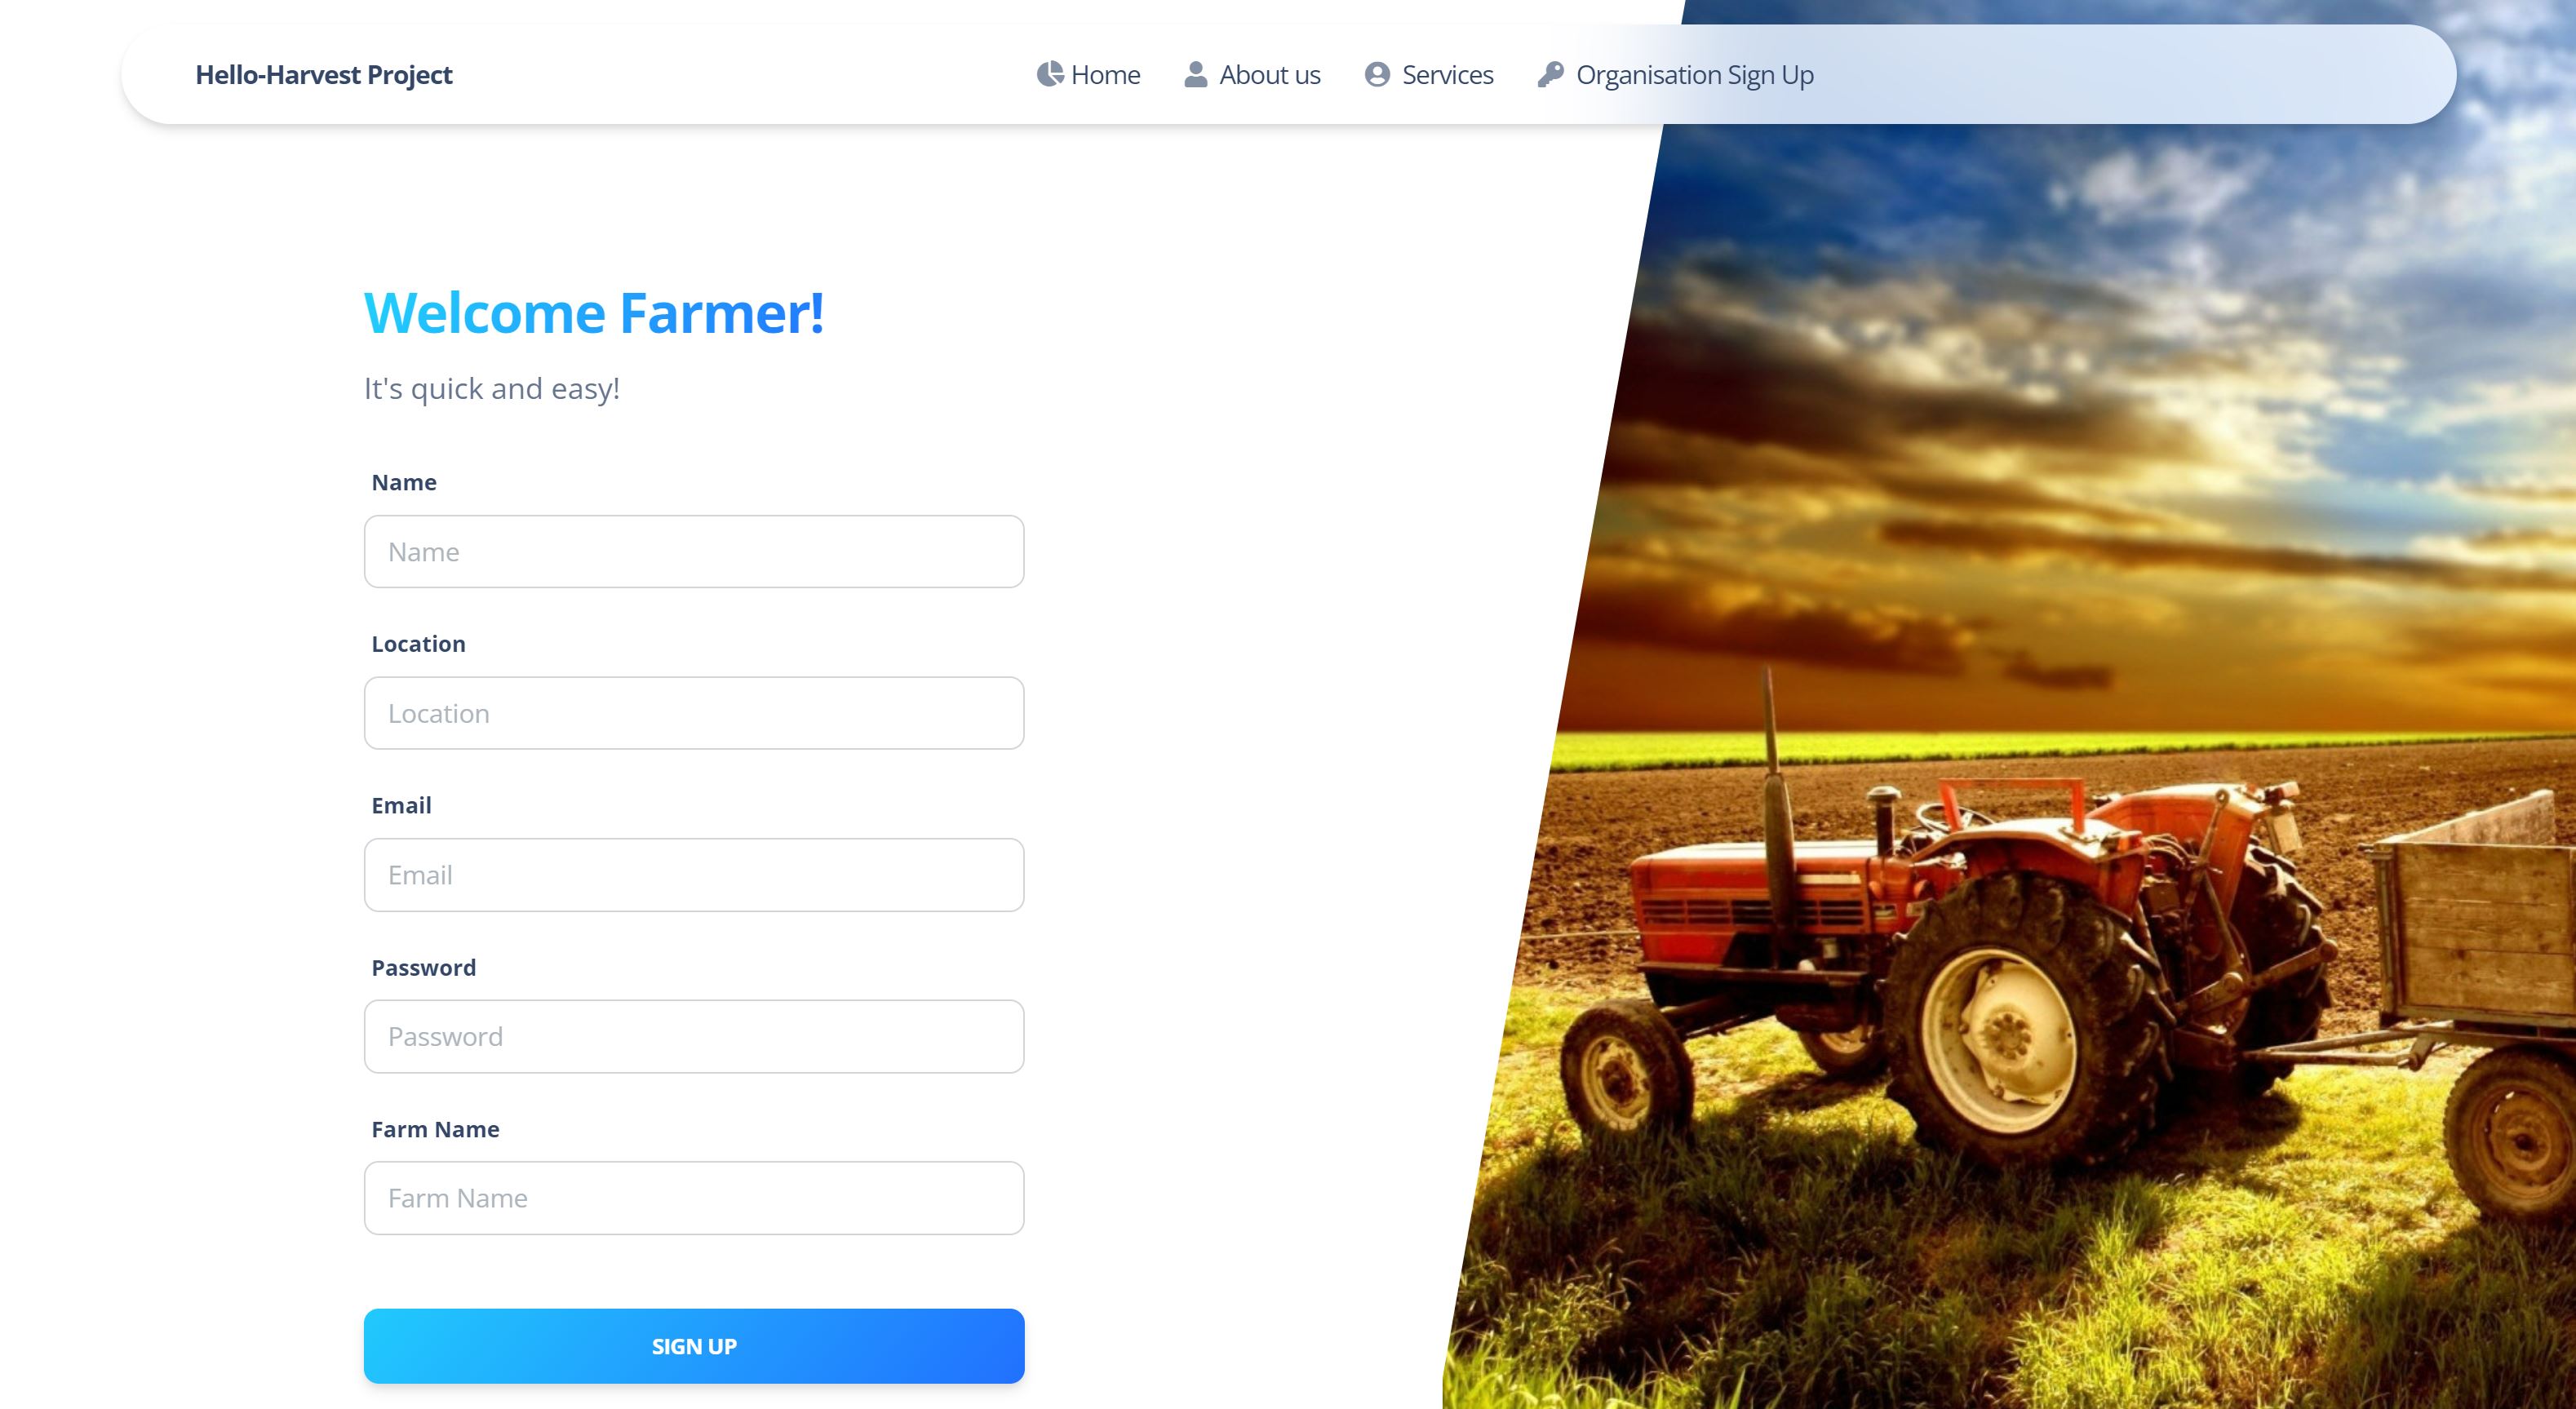 Hello-Harvest Project Home About us Services Organisation Sign Up
Welcome Farmer!
It's quick and easy!
Name
Name
Location
Location
Email
Email
Password
Password
Farm Name
Farm Name
SIGN UP